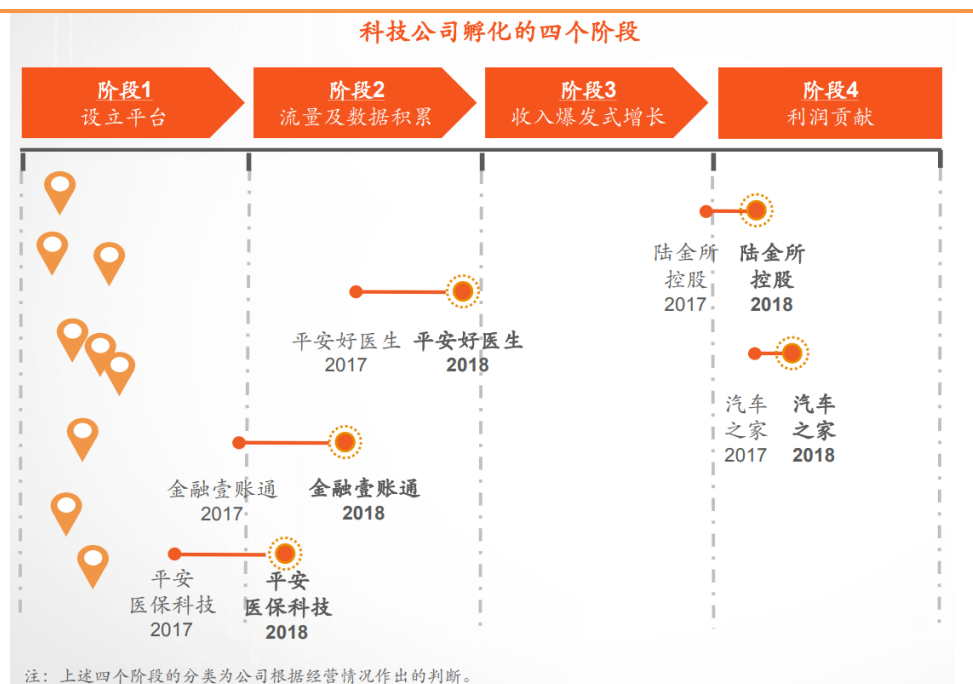 科技公司孵化的四个阶段
阶段1
设立平台
阶段2
流量及数据积累
阶段3
收入爆发式增长
阶段4
利润贡献
陆金所
控股
2017
陆金所
控股
2018
平安好医生
2017
平安好医生
2018
汽车
之家
2017
汽车
之家
2018
金融壹账通
2017
金融壹账通
2018
平安
医保科技
2017
平安
医保科技
2018
注：上述四个阶段的分类为公司根据经营情况作出的判断。